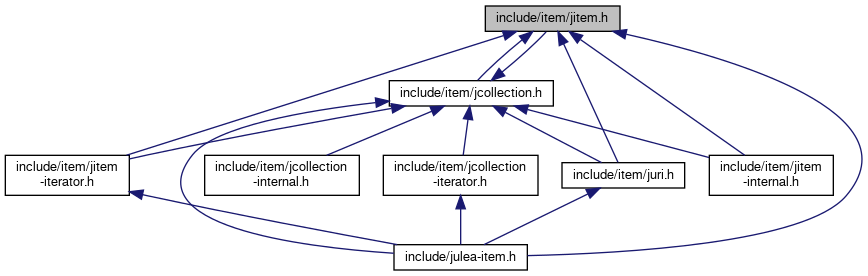 include/item/jitem.h
include/item/jcollection.h
include/item/jitem
-iterator.h
include/item/jcollection
-internal.h
include/item/jcollection
-iterator.h
include/item/juri.h
include/item/jitem
-internal.h
include/julea-item.h